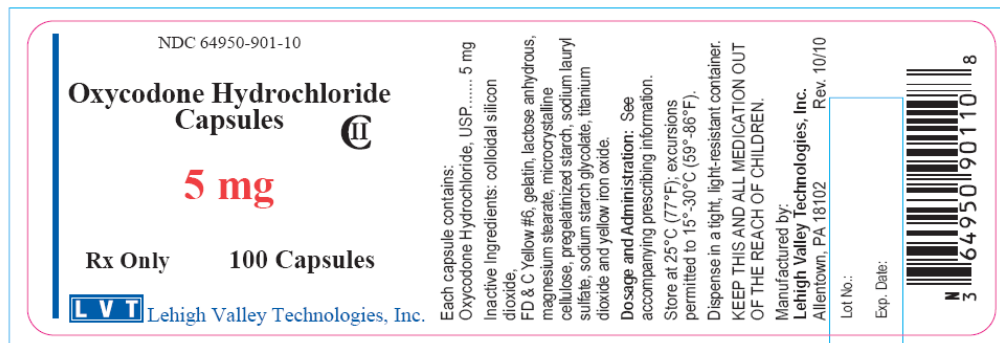 NDC 64950-901-10
Oxycodone Hydrochloride
Capsules
CII
5 mg
Rx Only 100 Capsules
LVT Lehigh Valley Technologies, Inc.
Each capsule contains:
Oxycodone Hydrochloride, USP....... 5 mg
Inactive Ingredients: colloidal silicon
dioxide,
FD & C Yellow #6, gelatin, lactose anhydrous,
magnesium stearate, microcrystalline
cellulose, pregelatinized starch, sodium lauryl
sulfate, sodium starch glycolate, titanium
dioxide and yellow iron oxide.
Dosage and Administration: See
accompanying prescribing information.
Store at 25°C (77°F); excursions
permitted to 15°-30°C (59°-86°F).
Dispense in a tight, light-resistant container.
KEEP THIS AND ALL MEDICATION OUT
OF THE REACH OF CHILDREN.
Manufactured by:
Lehigh Valley Technologies, Inc.
Allentown, PA 18102 Rev. 10/10
Lot No.:
Exp. Date:
N
3 64950 90110 8